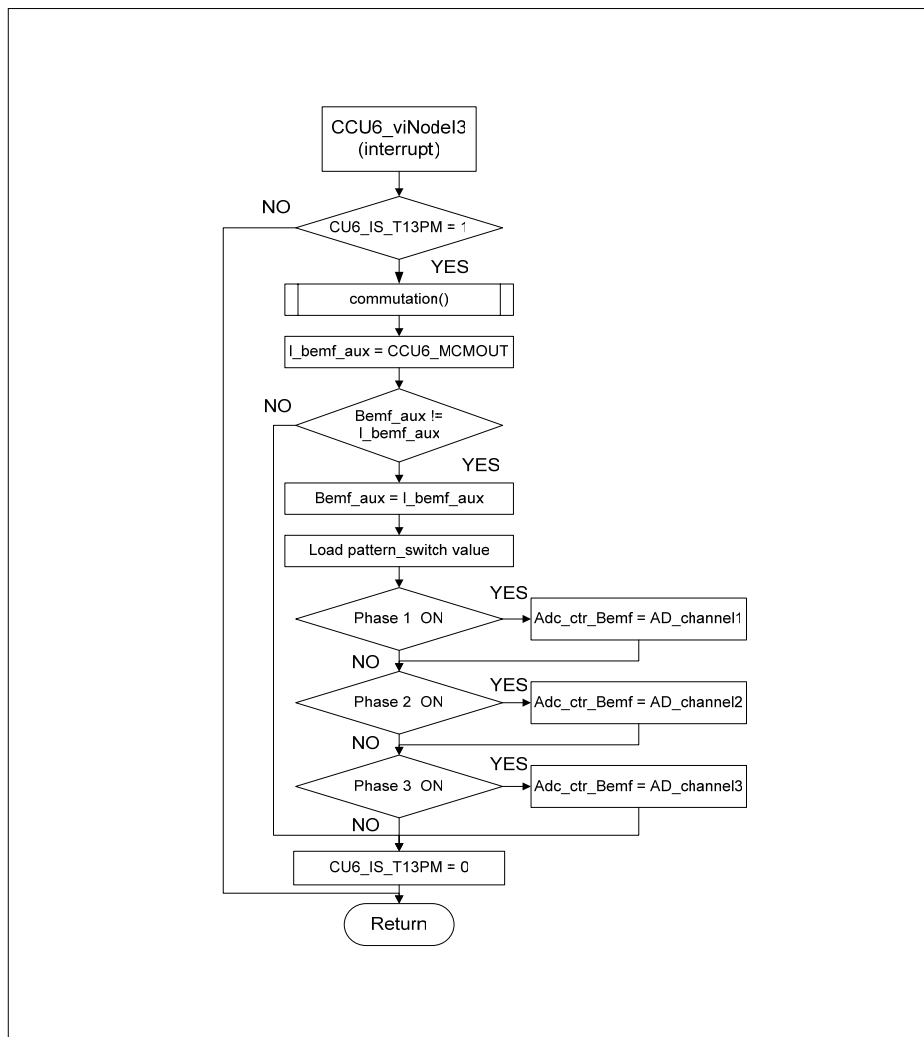 CCU6_viNodeI3
(interrupt)
NO
CU6_IS_T13PM = 1
YES
commutation()
l_bemf_aux = CCU6_MCMOUT
NO
Bemf_aux !=
l_bemf_aux
YES
Bemf_aux = l_bemf_aux
Load pattern_switch value
Phase 1 ON
YES
Adc_ctr_Bemf = AD_channel1
NO
Phase 2 ON
YES
Adc_ctr_Bemf = AD_channel2
NO
Phase 3 ON
YES
Adc_ctr_Bemf = AD_channel3
NO
CU6_IS_T13PM = 0
Return